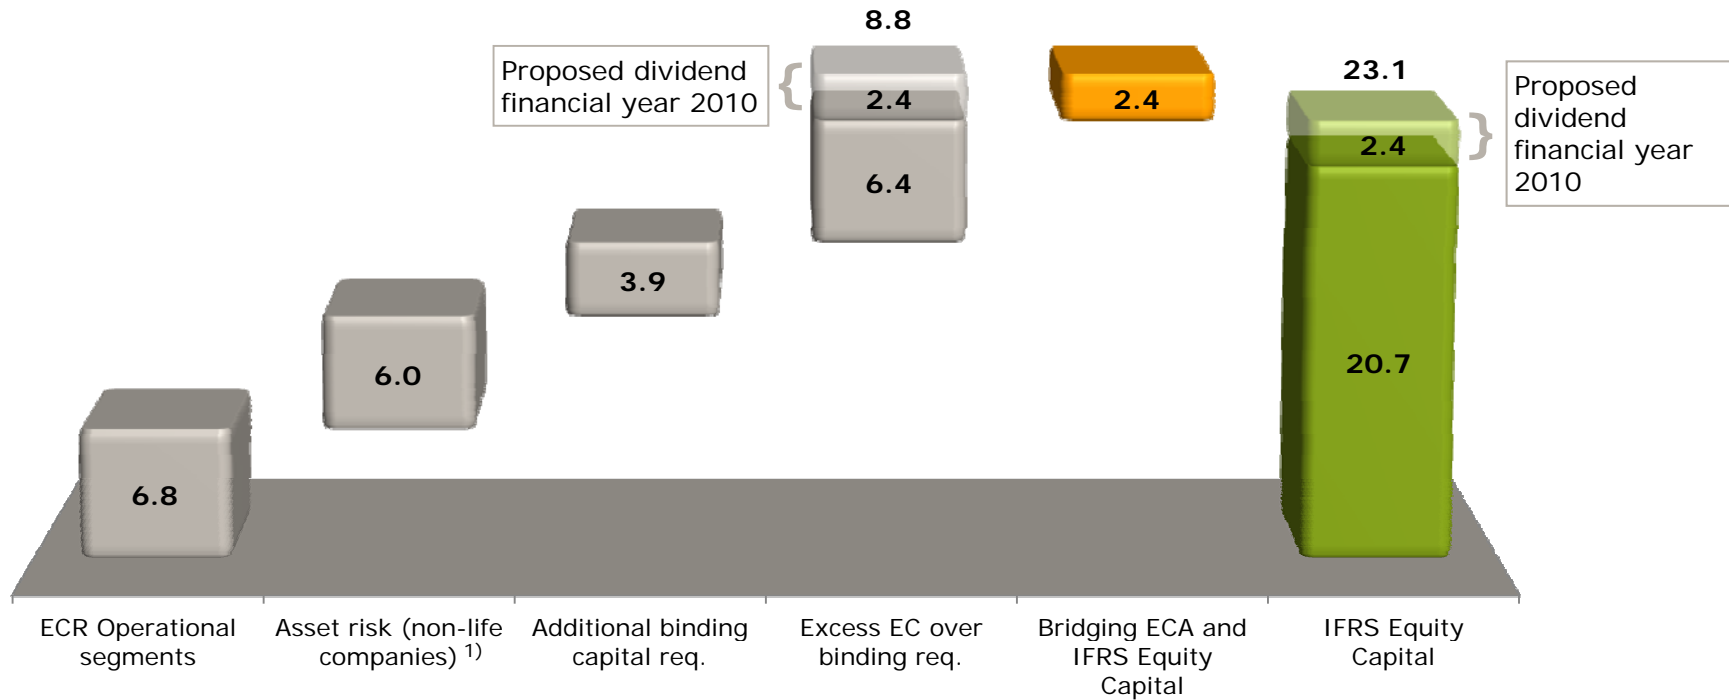 8.8
Proposed dividend
financial year 2010
2.4
6.4
2.4
23.1
Proposed
dividend
financial year
2010
2.4
20.7
3.9
6.0
6.8
ECR Operational
segments
Asset risk (non-life
companies) 1)
Additional binding
capital req.
Excess EC over
binding req.
Bridging ECA and
IFRS Equity
Capital
IFRS Equity
Capital